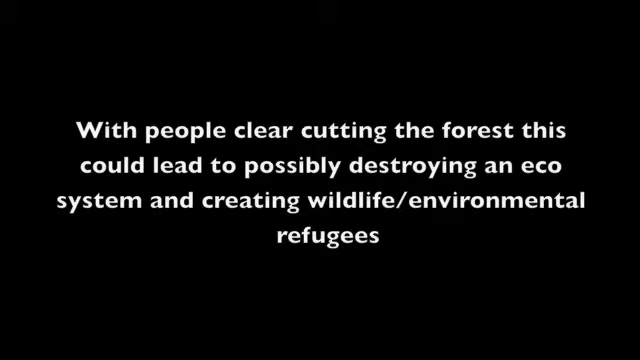 With people clear cutting the forest this
could lead to possibly destroying an eco
system and creating wildlife/environmental
refugees